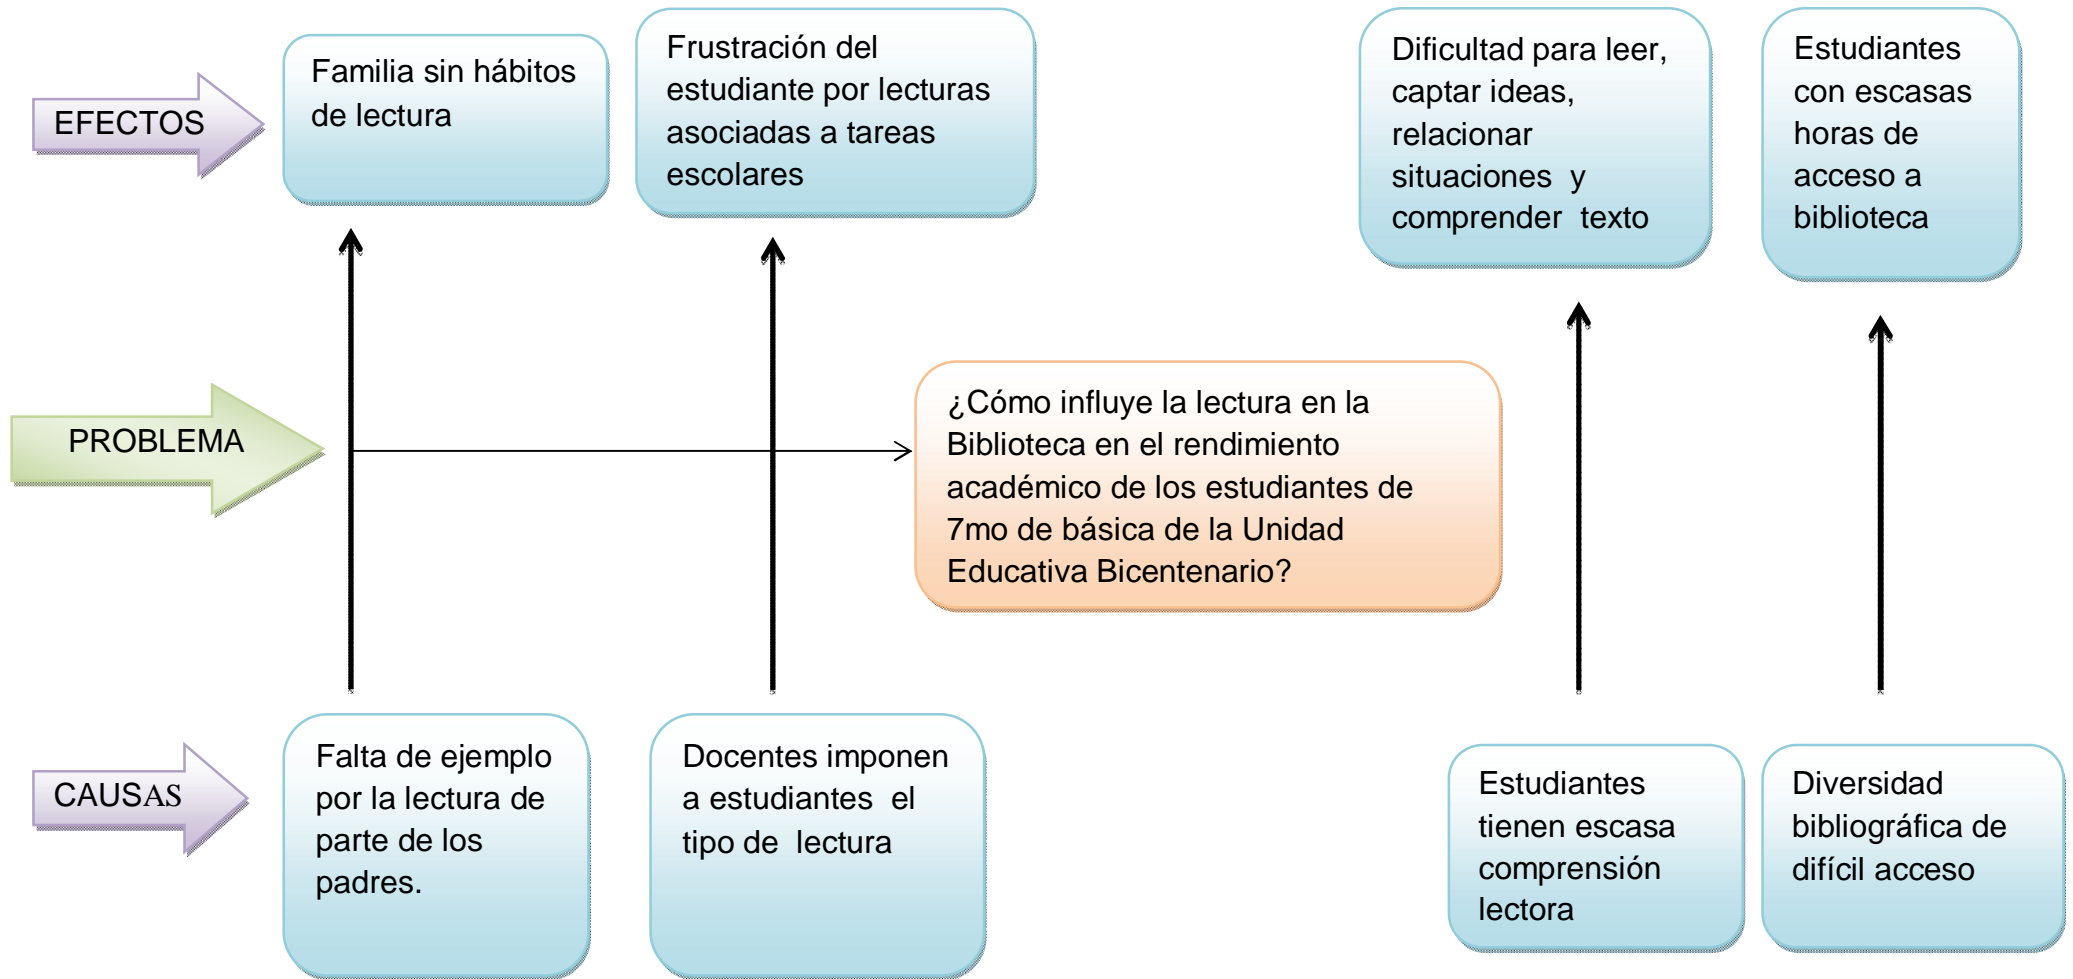 EFECTOS
Familia sin hábitos
de lectura
Frustración del
estudiante por lecturas
asociadas a tareas
escolares
Dificultad para leer,
captar ideas,
relacionar
situaciones y
comprender texto
Estudiantes
con escasas
horas de
acceso a
biblioteca
PROBLEMA
¿Cómo influye la lectura en la
Biblioteca en el rendimiento
académico de los estudiantes de
7mo de básica de la Unidad
Educativa Bicentenario?
CAUSAS
Falta de ejemplo
por la lectura de
parte de los
padres.
Docentes imponen
a estudiantes el
tipo de lectura
Estudiantes
tienen escasa
comprensión
lectora
Diversidad
bibliográfica de
difícil acceso